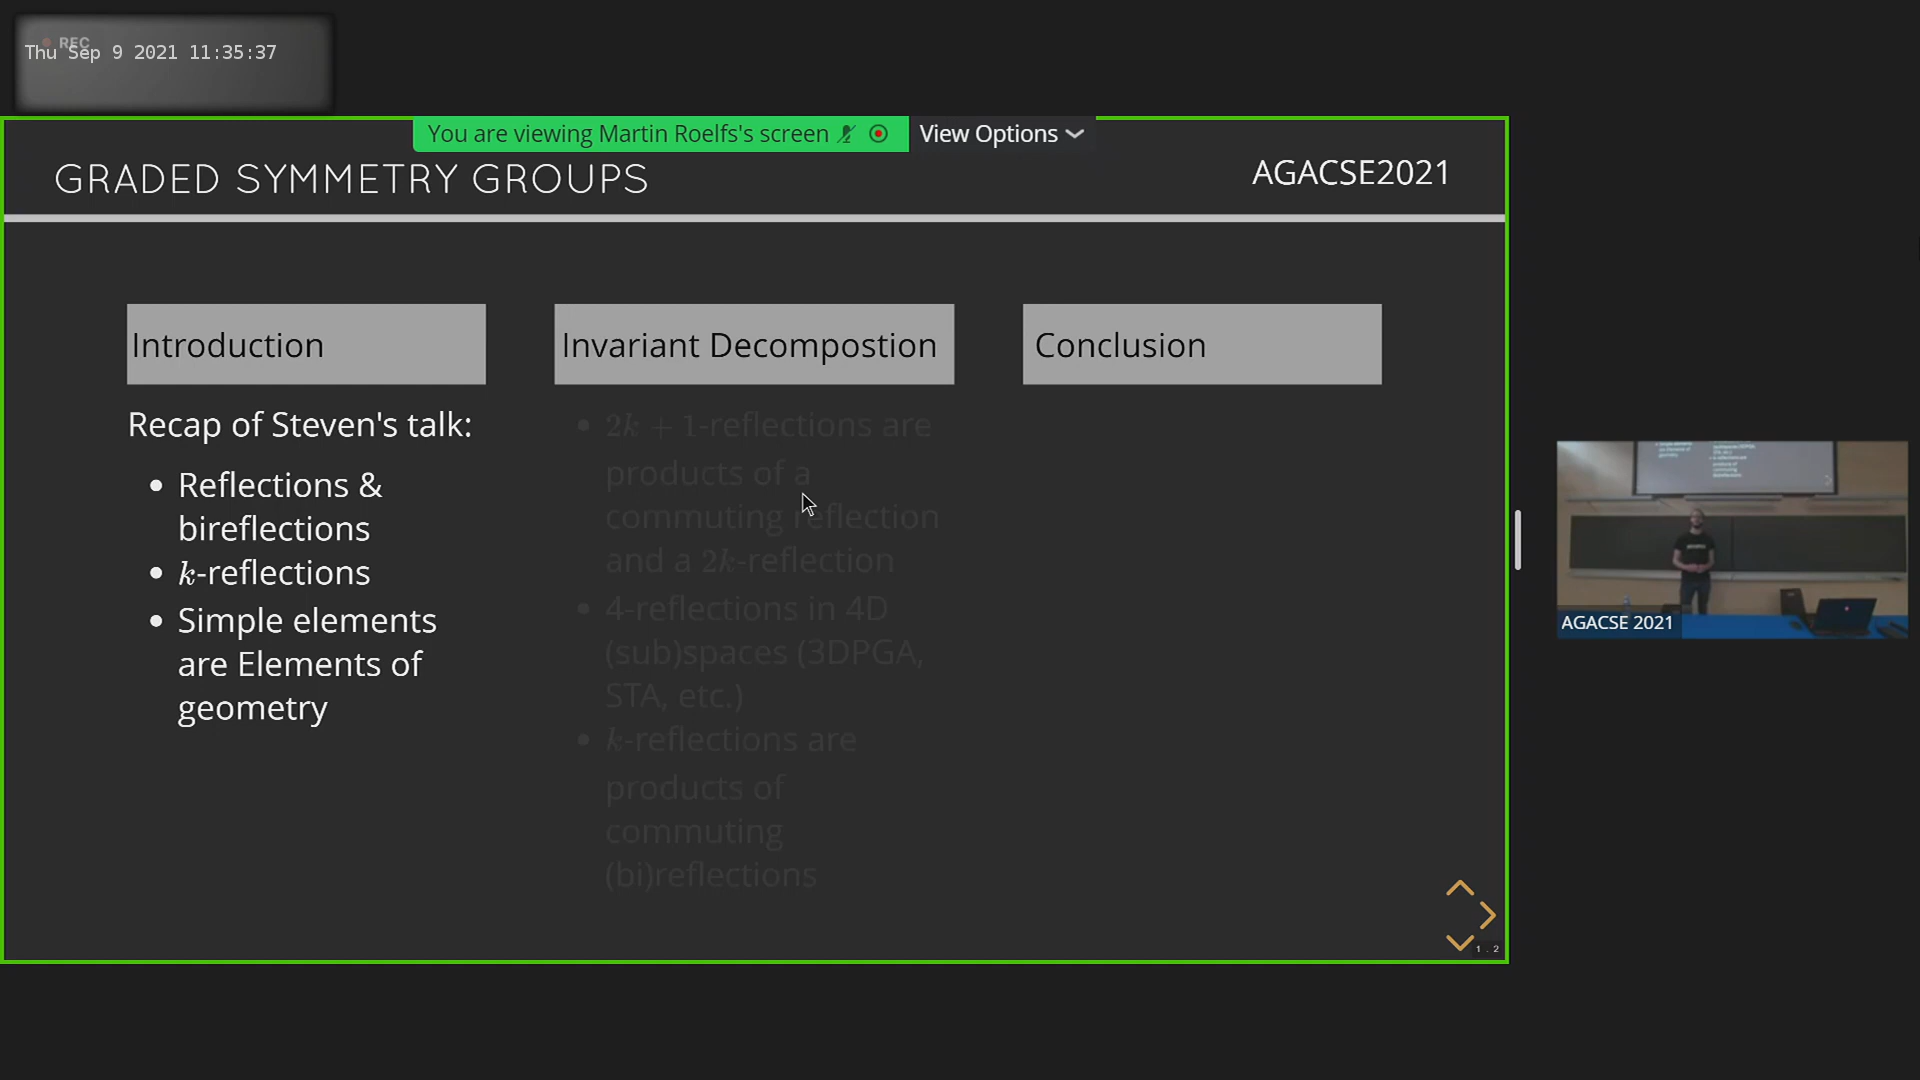 REC
Thu Sep 9 2021 11:35:37
You are viewing Martin Roelfs's screen
View Options
GRADED SYMMETRY GROUPS
AGACSE2021
Introduction
Recap of Steven's talk:
• Reflections &
bireflections
• k-reflections
• Simple elements
are Elements of
geometry
Invariant Decompostion
• 2k + 1-reflections are
products of a
commuting reflection
and a 2k-reflection
• 4-reflections in 4D
(sub)spaces (3DPGA,
STA, etc.)
• k-reflections are
products of
commuting
(bi)reflections
Conclusion
1.2
AGACSE 2021